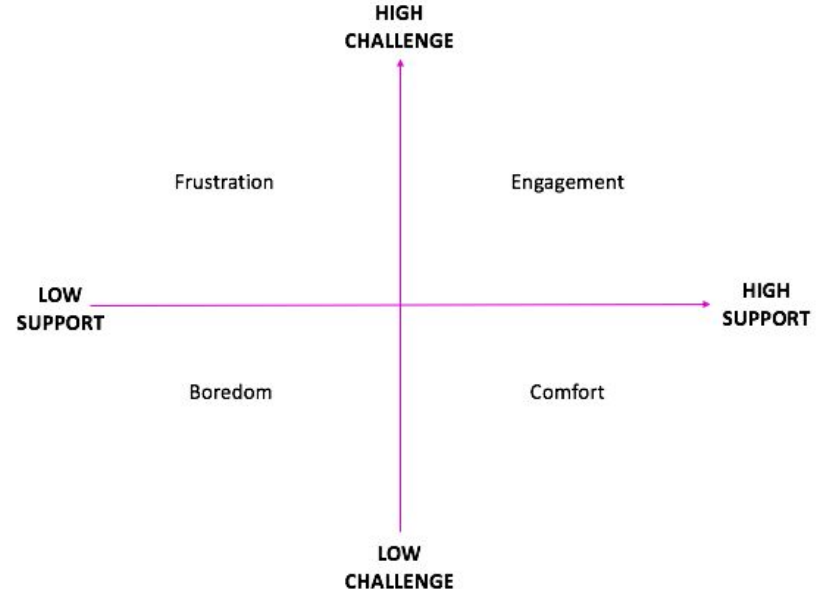 HIGH
CHALLENGE
Frustration
Engagement
LOW
SUPPORT
HIGH
SUPPORT
Boredom
Comfort
LOW
CHALLENGE